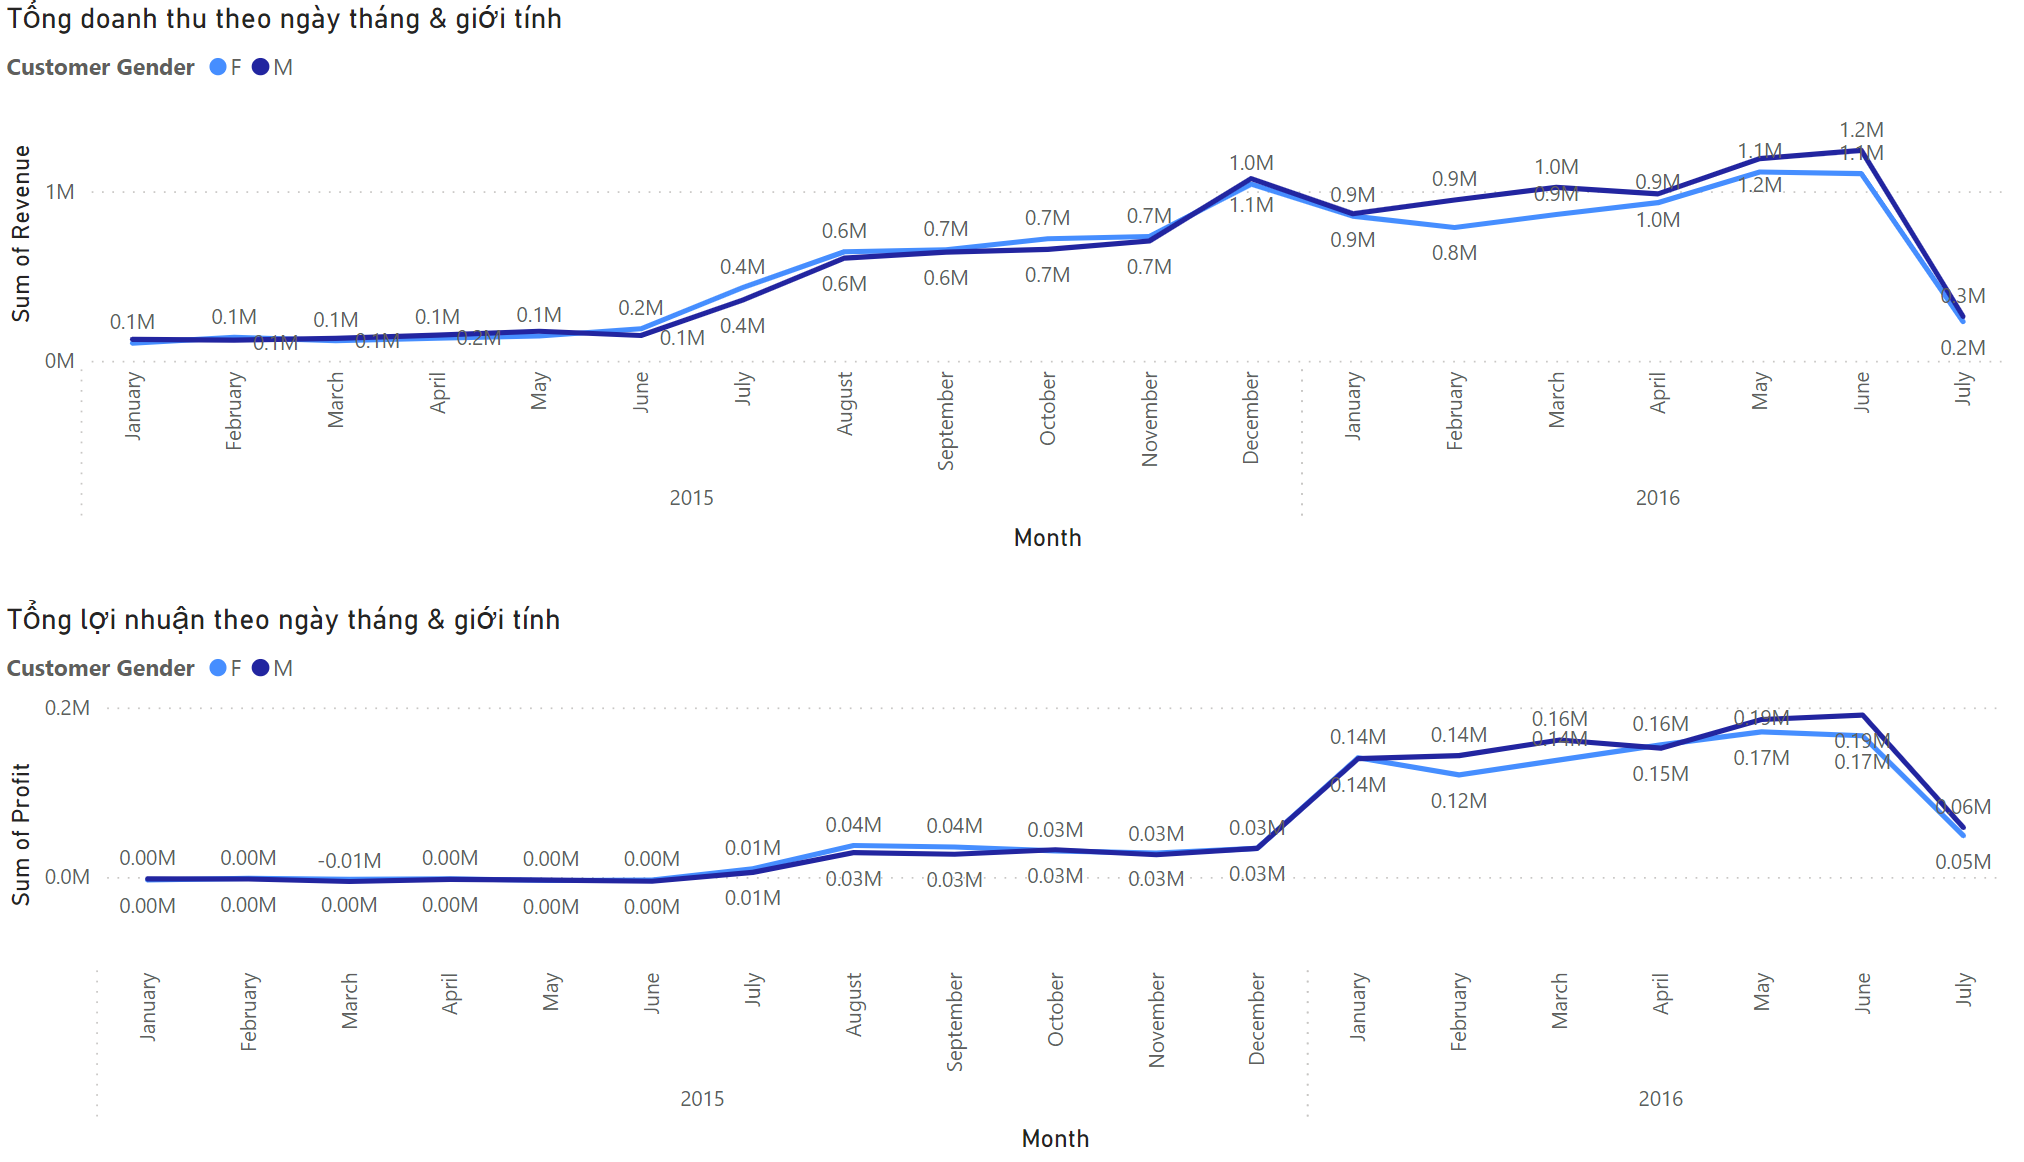 Tổng doanh thu theo ngày tháng & giới tính
Customer Gender F M
Sum of Revenue
1M
0M
0.1M 0.1M 0.1M 0.1M 0.1M 0.2M 0.4M 0.6M 0.7M 0.7M 0.7M 1.0M 0.9M 0.9M 1.0M 0.9M 1.1M 1.2M 0.3M
0.1M 0.1M 0.2M 0.1M 0.4M 0.6M 0.6M 0.7M 0.7M 1.1M 0.9M 0.8M 0.9M 1.0M 1.2M 1.1M 0.2M
January February March April May June July August September October November December January February March April May June July
2015 2016
Month
Tổng lợi nhuận theo ngày tháng & giới tính
Customer Gender F M
Sum of Profit
0.2M
0.0M
0.00M 0.00M -0.01M 0.00M 0.00M 0.00M 0.01M 0.04M 0.04M 0.03M 0.03M 0.03M 0.14M 0.14M 0.16M 0.16M 0.19M 0.19M 0.06M
0.00M 0.00M 0.00M 0.00M 0.00M 0.00M 0.01M 0.03M 0.03M 0.03M 0.03M 0.03M 0.14M 0.12M 0.14M 0.15M 0.17M 0.17M 0.05M
January February March April May June July August September October November December January February March April May June July
2015 2016
Month